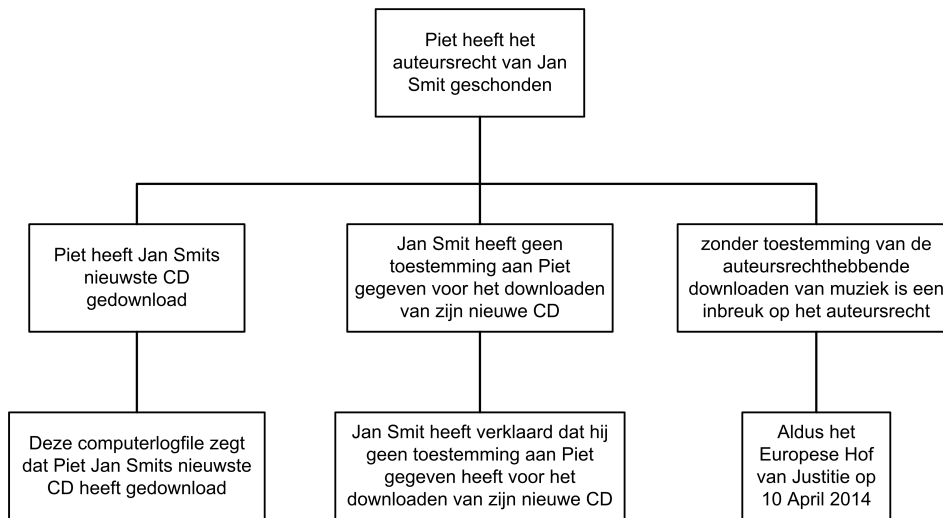 Piet heeft het
auteursrecht van Jan
Smit geschonden
Piet heeft Jan Smits
nieuwste CD
gedownload
Jan Smit heeft geen
toestemming aan Piet
gegeven voor het downloaden
van zijn nieuwe CD
zonder toestemming van de
auteursrechthebbende
downloaden van muziek is een
inbreuk op het auteursrecht
Deze computerlogfile zegt
dat Piet Jan Smits nieuwste
CD heeft gedownload
Jan Smit heeft verklaard dat hij
geen toestemming aan Piet
gegeven heeft voor het
downloaden van zijn nieuwe CD
Aldus het
Europese Hof
van Justitie op
10 April 2014